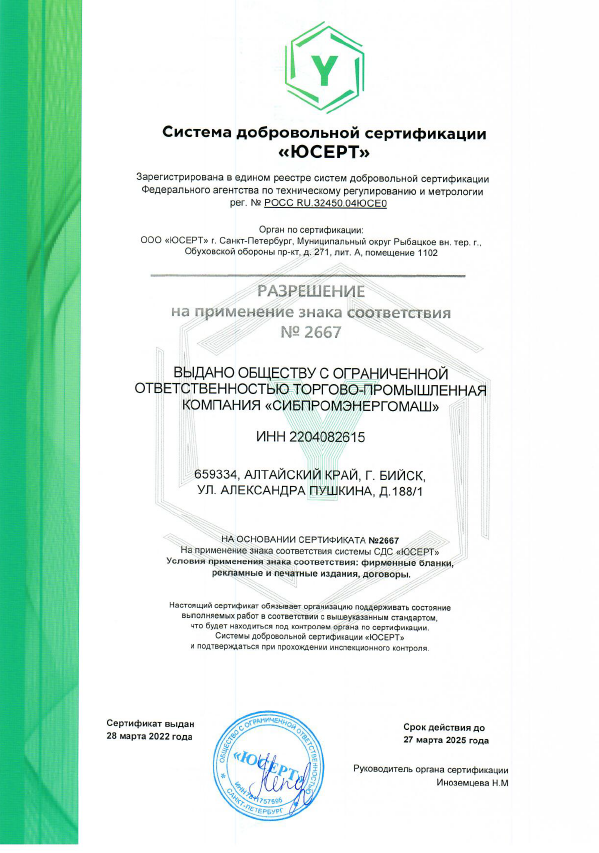 Y
Система добровольной сертификации
«ЮСЕРТ»
Зарегистрирована в едином реестре систем добровольной сертификации
Федерального агентства по техническому регулированию и метрологии
рег. № РОСС RU.32450.04ЮСЕ0
Орган по сертификации:
ООО «ЮСЕРТ» г. Санкт-Петербург, Муниципальный округ Рыбацкое вн. тер. г.,
Обуховской обороны пр-кт, д. 271, лит. А, помещение 1102
РАЗРЕШЕНИЕ
на применение знака соответствия
№ 2667
ВЫДАНО ОБЩЕСТВУ С ОГРАНИЧЕННОЙ
ОТВЕТСТВЕННОСТЬЮ ТОРГОВО-ПРОМЫШЛЕННАЯ
КОМПАНИЯ «СИБПРОМЭНЕРГОМАШ»
ИНН 2204082615
659334, АЛТАЙСКИЙ КРАЙ, Г. БИЙСК,
УЛ. АЛЕКСАНДРА ПУШКИНА, Д.188/1
НА ОСНОВАНИИ СЕРТИФИКАТА №2667
На применение знака соответствия системы СДС «ЮСЕРТ»
Условия применения знака соответствия: фирменные бланки,
рекламные и печатные издания, договоры.
Настоящий сертификат обязывает организацию поддерживать состояние
выполняемых работ в соответствии с вышеуказанным стандартом,
что будет находиться под контролем органа по сертификации.
Системы добровольной сертификации «ЮСЕРТ»
и подтверждаться при прохождении инспекционного контроля.
Сертификат выдан
28 марта 2022 года
Срок действия до
27 марта 2025 года
Руководитель органа сертификации
Иноземцева Н.М
ОБЩЕСТВО С ОГРАНИЧЕННОЙ ОТВЕТСТВЕННОСТЬЮ
«ЮСЕРТ»
САНКТ-ПЕТЕРБУРГ